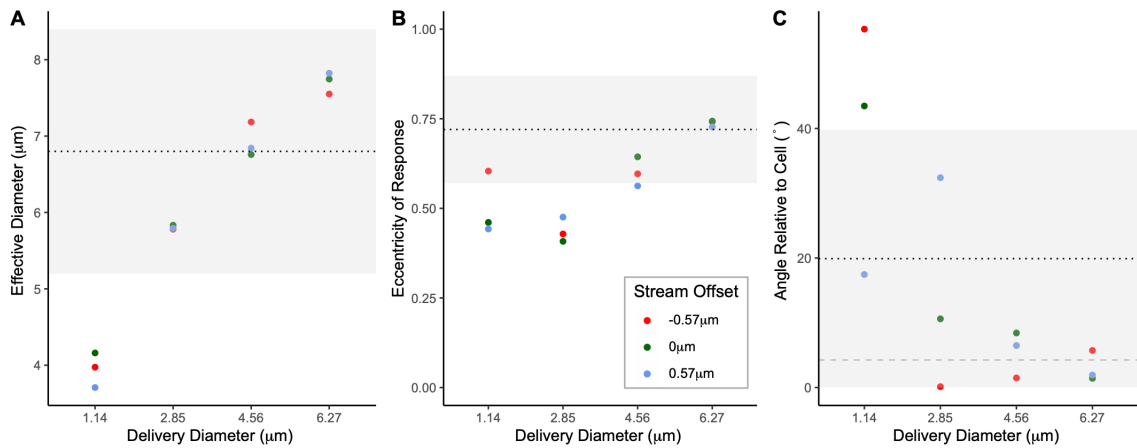 A
Effective Diameter (μm)
8
7
6
5
4
1.14 2.85 4.56 6.27
Delivery Diameter (μm)
B
Eccentricity of Response
1.00
0.75
0.50
0.25
0.00
1.14 2.85 4.56 6.27
Delivery Diameter (μm)
Stream Offset
-0.57μm
0μm
0.57μm
C
Angle Relative to Cell (°)
40
20
0
1.14 2.85 4.56 6.27
Delivery Diameter (μm)